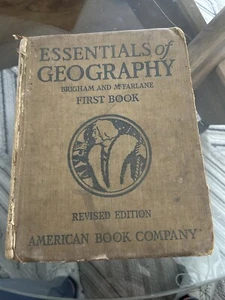 ESSENTIALS of
GEOGRAPHY
BRIGHAM AND McFARLANE
FIRST BOOK
REVISED EDITION
AMERICAN BOOK COMPANY